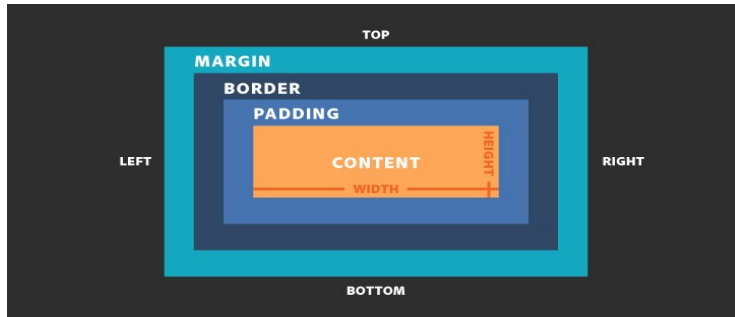 TOP
MARGIN
BORDER
PADDING
HEIGHT
LEFT
CONTENT
RIGHT
WIDTH
BOTTOM